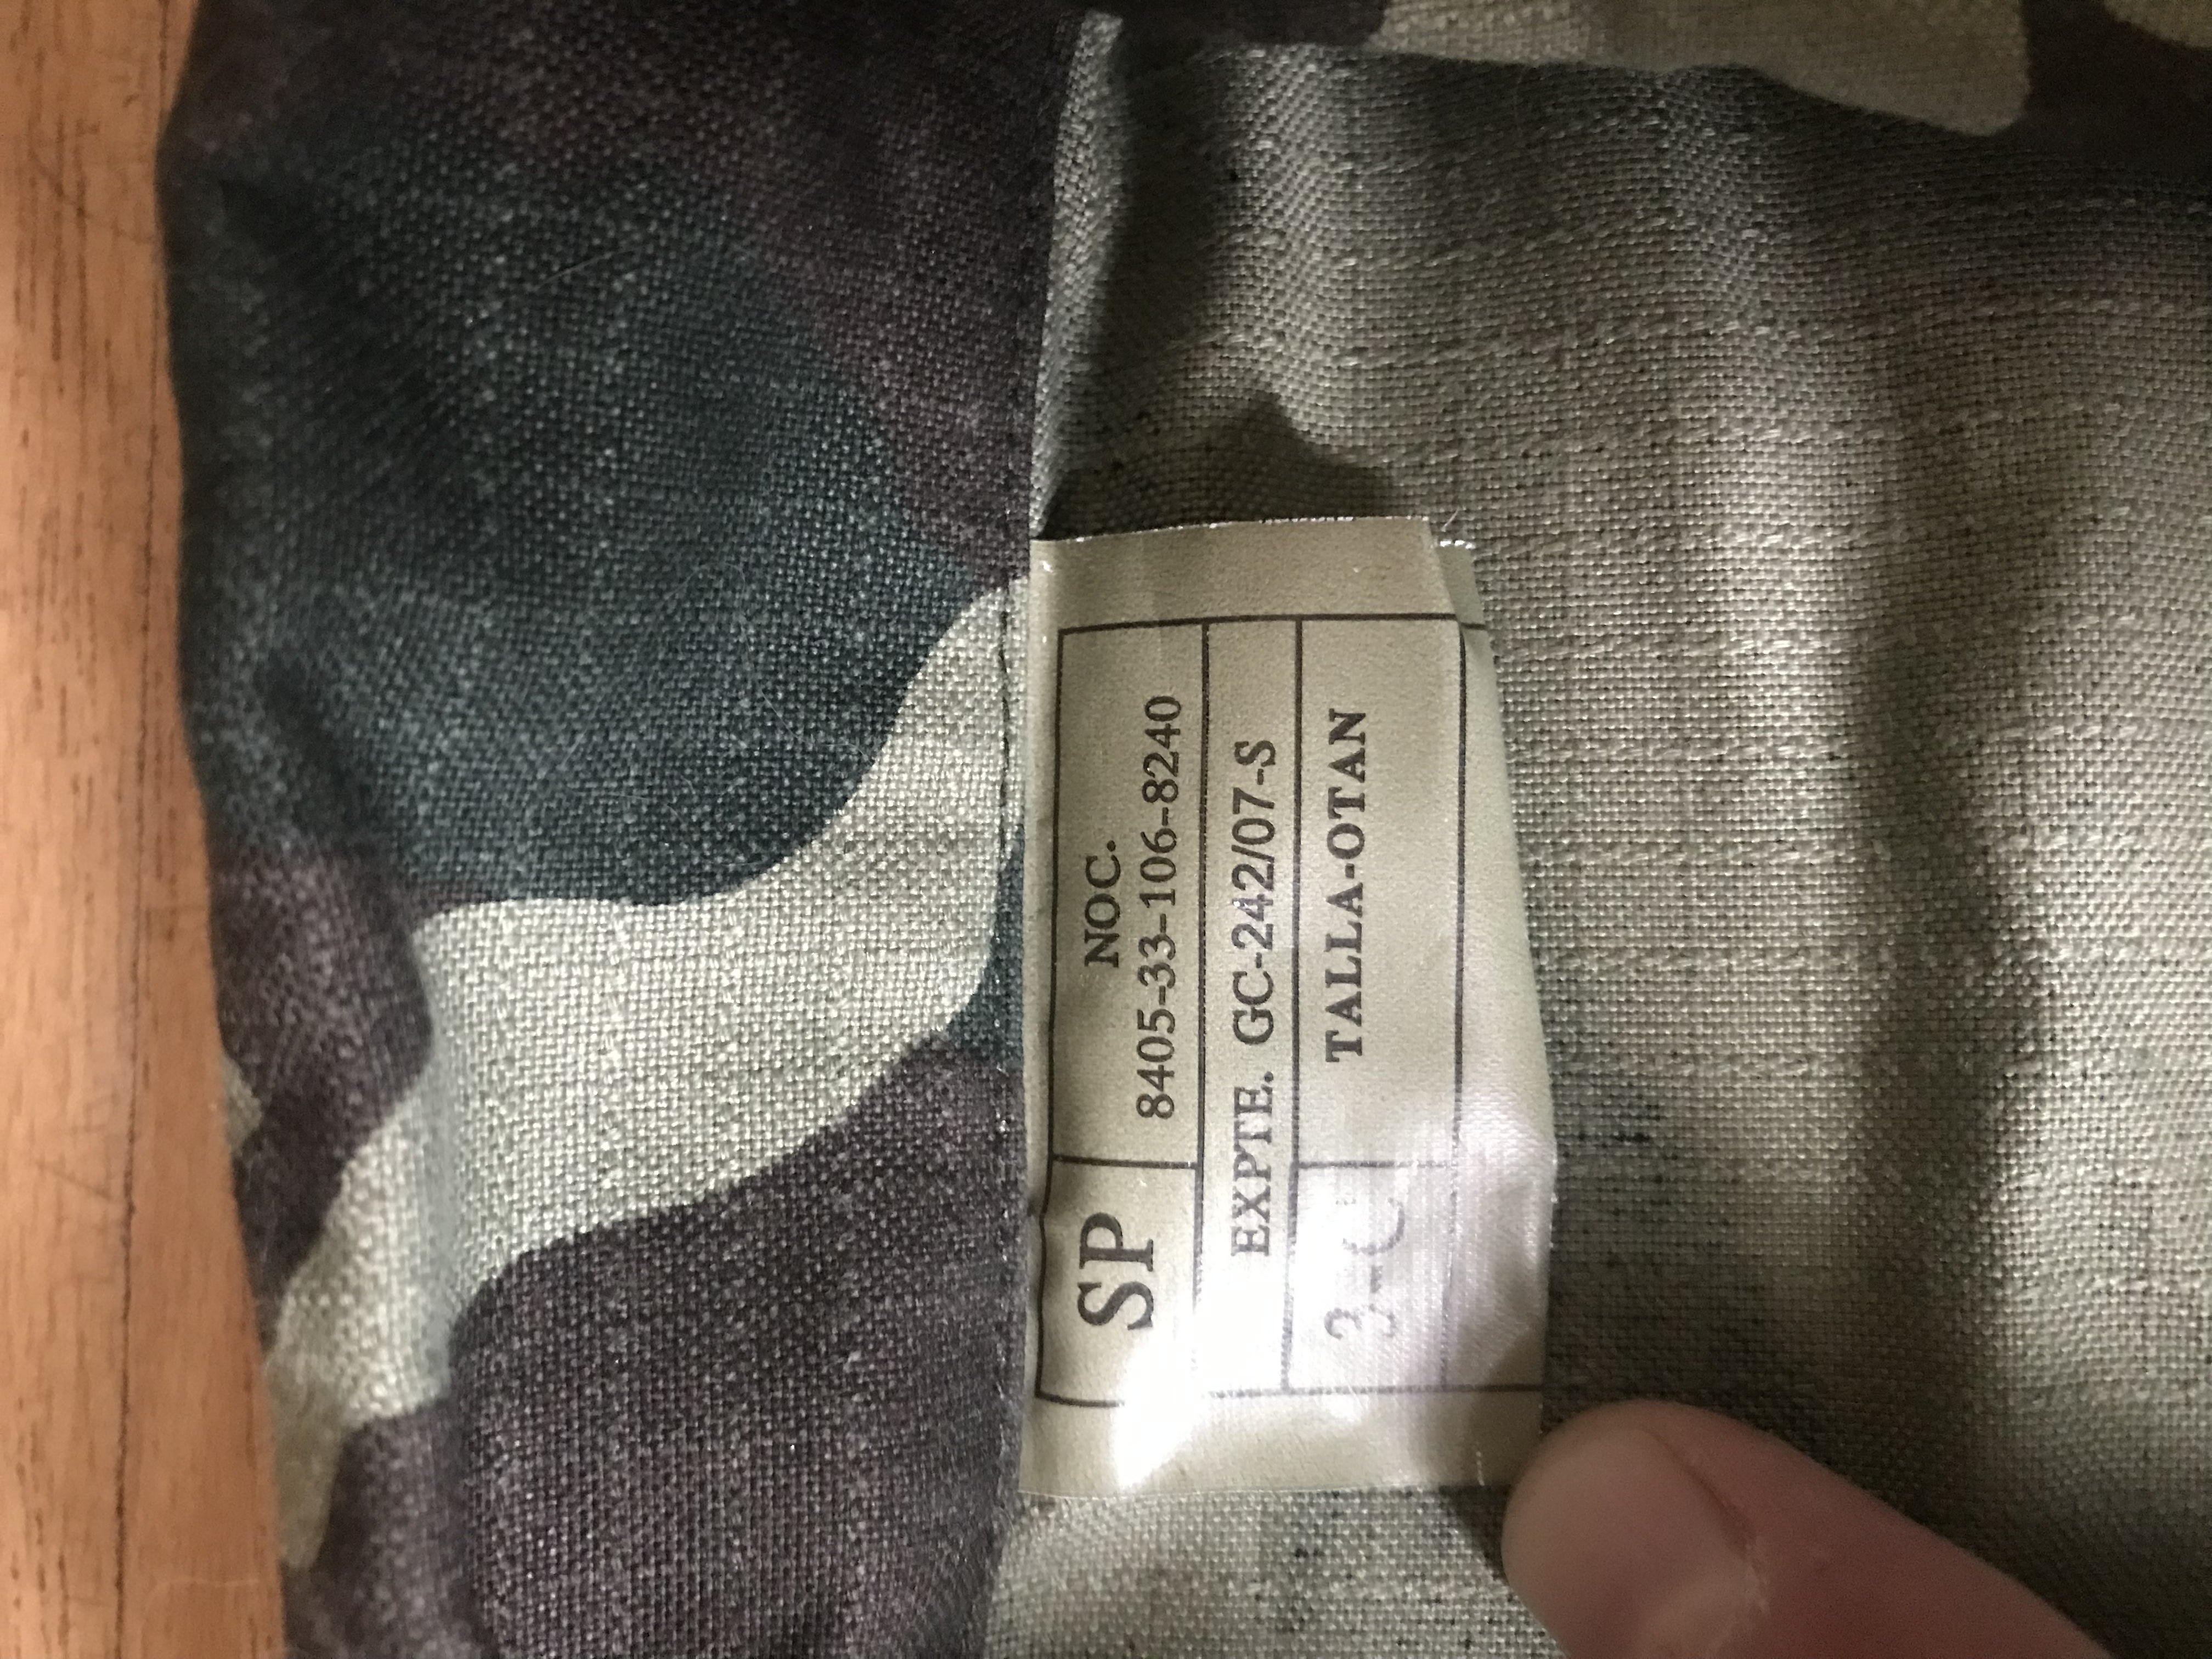 SP
NOC.
8405-33-106-8240
EXPTE. GC-242/07-S
TALLA-OTAN